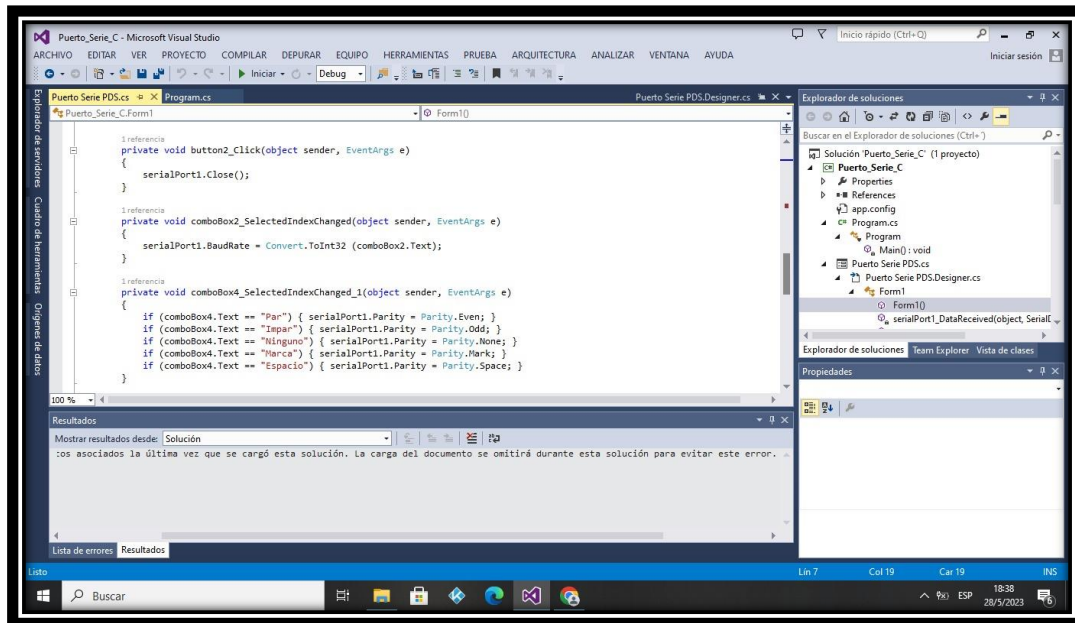 Puerto_Serie_C - Microsoft Visual Studio
Inicio rápido (Ctrl+Q)
ARCHIVO EDITAR VER PROYECTO COMPILAR DEPURAR EQUIPO HERRAMIENTAS PRUEBA ARQUITECTURA ANALIZAR VENTANA AYUDA
Iniciar sesión
Iniciar Debug
Explorador de servidores
Cuadro de herramientas
Orígenes de datos
Puerto Serie PDS.cs Program.cs
Puerto Serie PDS.Designer.cs
Puerto_Serie_C.Form1
Form1()
1 referencia
private void button2_Click(object sender, EventArgs e)
{
serialPort1.Close();
}
1 referencia
private void comboBox2_SelectedIndexChanged(object sender, EventArgs e)
{
serialPort1.BaudRate = Convert.ToInt32 (comboBox2.Text);
}
1 referencia
private void comboBox4_SelectedIndexChanged_1(object sender, EventArgs e)
{
if (comboBox4.Text == "Par") { serialPort1.Parity = Parity.Even; }
if (comboBox4.Text == "Impar") { serialPort1.Parity = Parity.Odd; }
if (comboBox4.Text == "Ninguno") { serialPort1.Parity = Parity.None; }
if (comboBox4.Text == "Marca") { serialPort1.Parity = Parity.Mark; }
if (comboBox4.Text == "Espacio") { serialPort1.Parity = Parity.Space; }
}
100 %
Resultados
Mostrar resultados desde: Solución
:os asociados la última vez que se cargó esta solución. La carga del documento se omitirá durante esta solución para evitar este error.
Lista de errores Resultados
Explorador de soluciones
Buscar en el Explorador de soluciones (Ctrl+´)
Solución 'Puerto_Serie_C' (1 proyecto)
Puerto_Serie_C
Properties
References
app.config
Program.cs
Program
Main() : void
Puerto Serie PDS.cs
Puerto Serie PDS.Designer.cs
Form1
Form1()
serialPort1_DataReceived(object, SerialD
Explorador de soluciones Team Explorer Vista de clases
Propiedades
Listo
Lín 7 Col 19 Car 19 INS
Buscar
ESP
18:38
28/5/2023
6